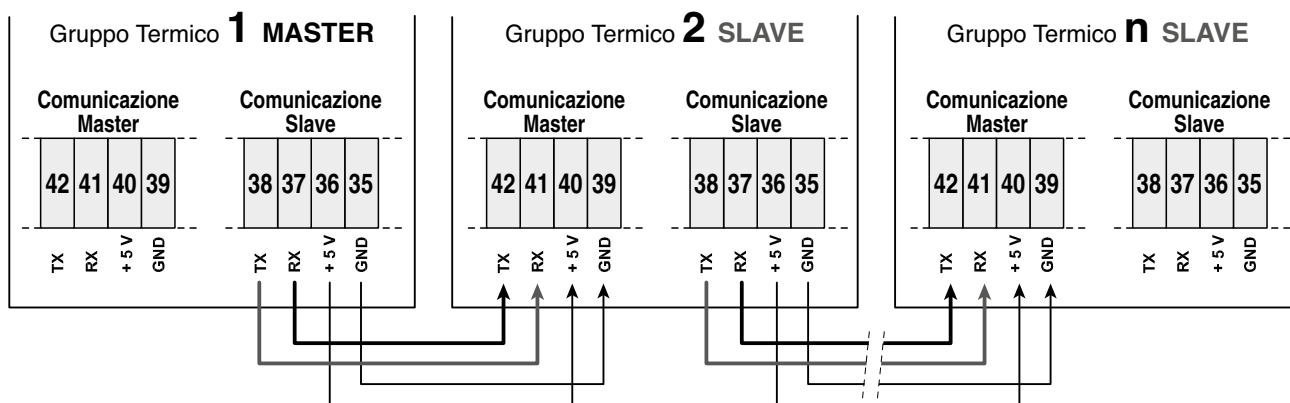 Gruppo Termico 1 MASTER
Comunicazione Master
Comunicazione Slave
42 41 40 39
38 37 36 35
TX RX + 5 V GND
TX RX + 5 V GND
Gruppo Termico 2 SLAVE
Comunicazione Master
Comunicazione Slave
42 41 40 39
38 37 36 35
TX RX + 5 V GND
TX RX + 5 V GND
Gruppo Termico n SLAVE
Comunicazione Master
Comunicazione Slave
42 41 40 39
38 37 36 35
TX RX + 5 V GND
TX RX + 5 V GND